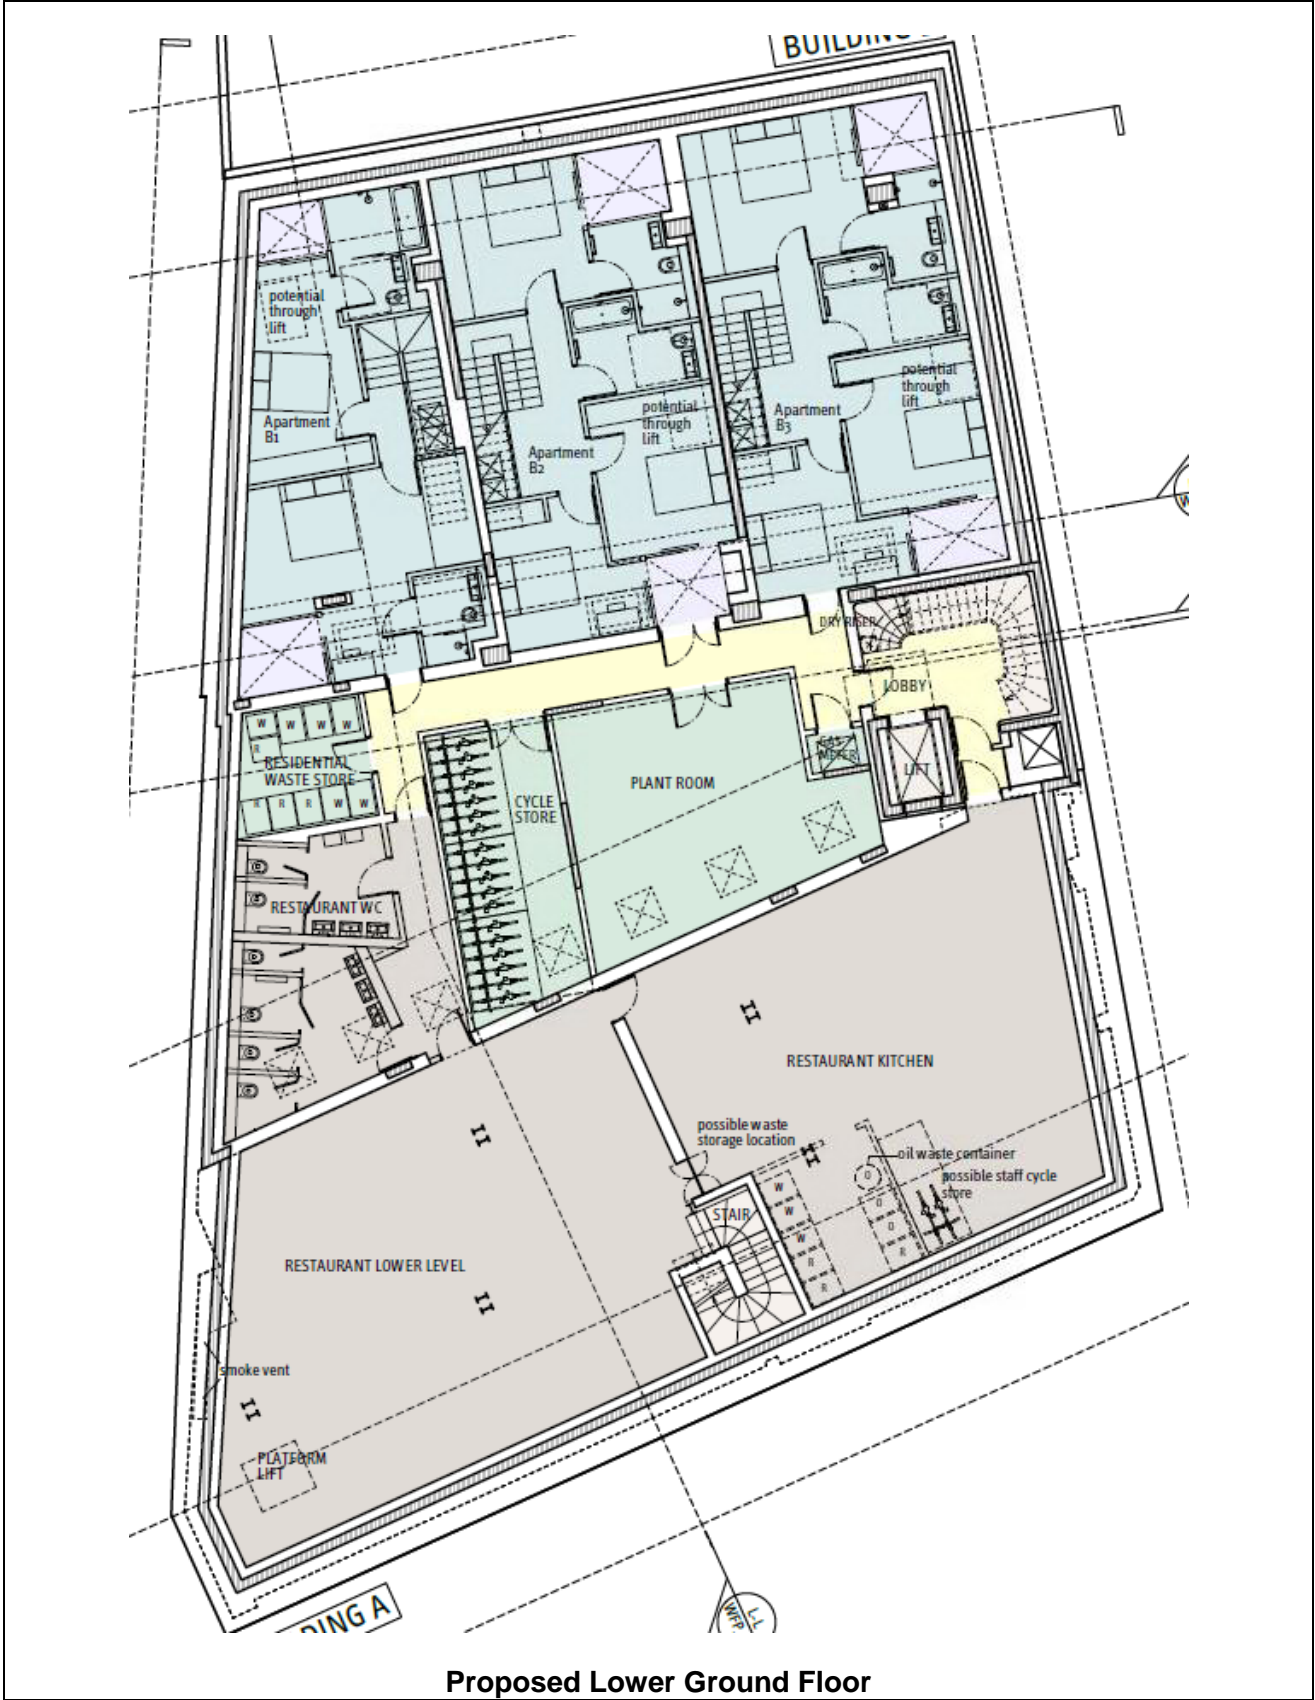 BUILDING
potential
through
lift
Apartment
B1
potential
through
lift
Apartment
B2
potential
through
lift
Apartment
B3
DRY RISER
LOBBY
W W W W
R
RESIDENTIAL
WASTE STORE
R R R W W
GAS
METER
LIFT
PLANT ROOM
CYCLE
STORE
RESTAURANT WC
RESTAURANT KITCHEN
possible waste
storage location
oil waste container
possible staff cycle
store
W
W
W
R
R
O
O
O
R
STAIR
RESTAURANT LOWER LEVEL
smoke vent
PLATFORM
LIFT
DING A
L-L
WFP
Proposed Lower Ground Floor